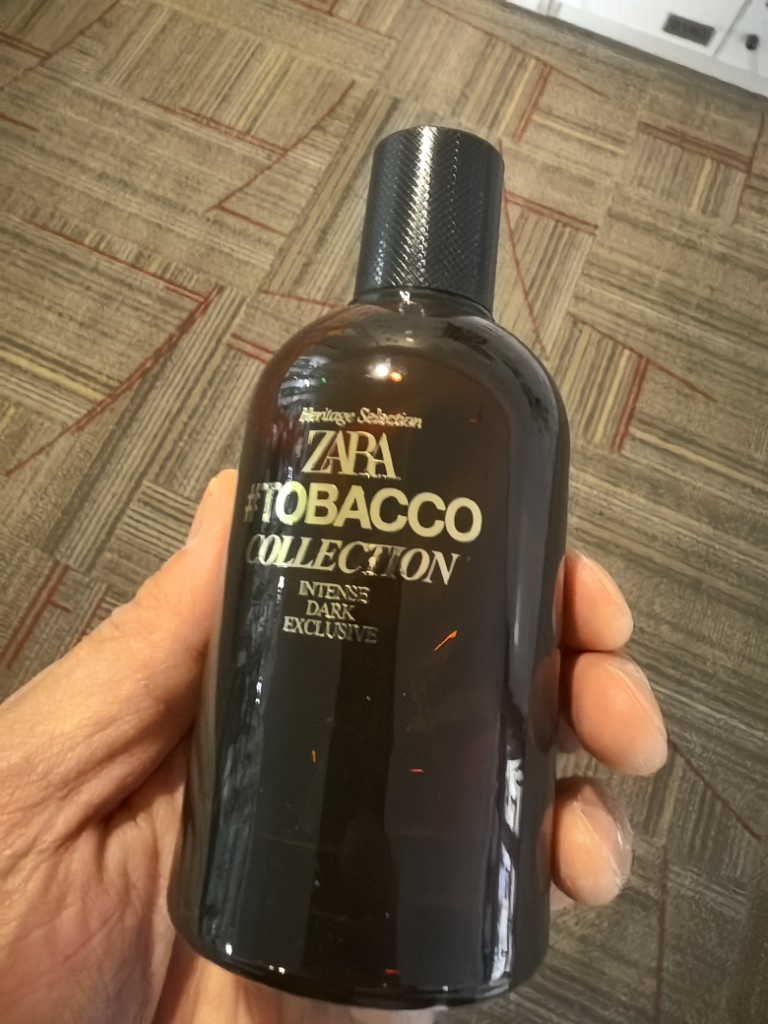 Heritage Selection
ZARA
#TOBACCO
COLLECTION
INTENSE
DARK
EXCLUSIVE